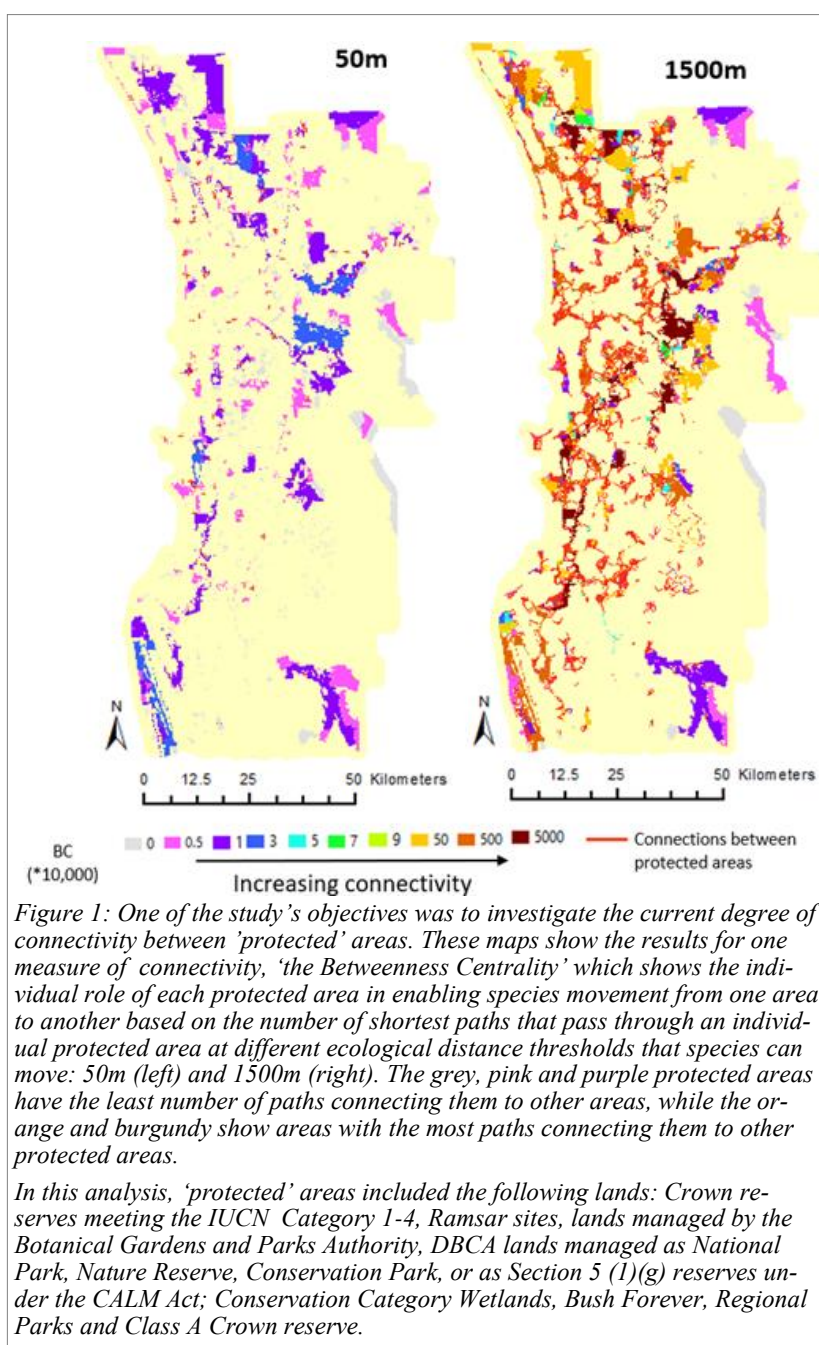 50m
1500m
N
N
0 12.5 25 50 Kilometers
0 12.5 25 50 Kilometers
BC
(*10,000)
0 0.5 1 3 5 7 9 50 500 5000 Connections between
protected areas
Increasing connectivity
Figure 1: One of the study's objectives was to investigate the current degree of
connectivity between 'protected' areas. These maps show the results for one
measure of connectivity, 'the Betweenness Centrality' which shows the indi-
vidual role of each protected area in enabling species movement from one area
to another based on the number of shortest paths that pass through an individ-
ual protected area at different ecological distance thresholds that species can
move: 50m (left) and 1500m (right). The grey, pink and purple protected areas
have the least number of paths connecting them to other areas, while the or-
ange and burgundy show areas with the most paths connecting them to other
protected areas.
In this analysis, 'protected' areas included the following lands: Crown re-
serves meeting the IUCN Category 1-4, Ramsar sites, lands managed by the
Botanical Gardens and Parks Authority, DBCA lands managed as National
Park, Nature Reserve, Conservation Park, or as Section 5 (1)(g) reserves un-
der the CALM Act; Conservation Category Wetlands, Bush Forever, Regional
Parks and Class A Crown reserve.